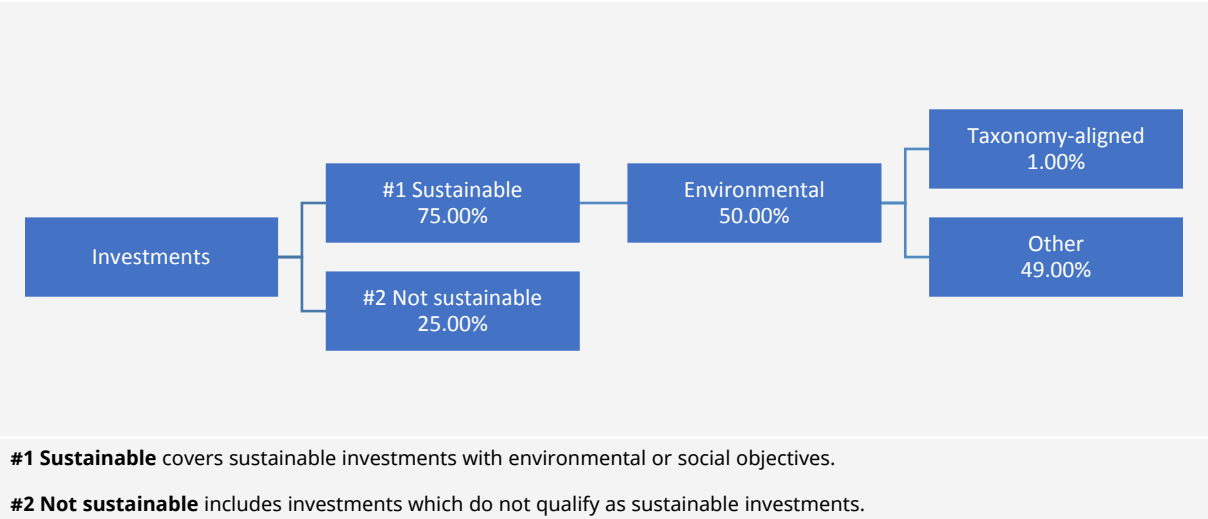 Investments
#1 Sustainable
75.00%
#2 Not sustainable
25.00%
Environmental
50.00%
Taxonomy-aligned
1.00%
Other
49.00%
#1 Sustainable covers sustainable investments with environmental or social objectives.
#2 Not sustainable includes investments which do not qualify as sustainable investments.